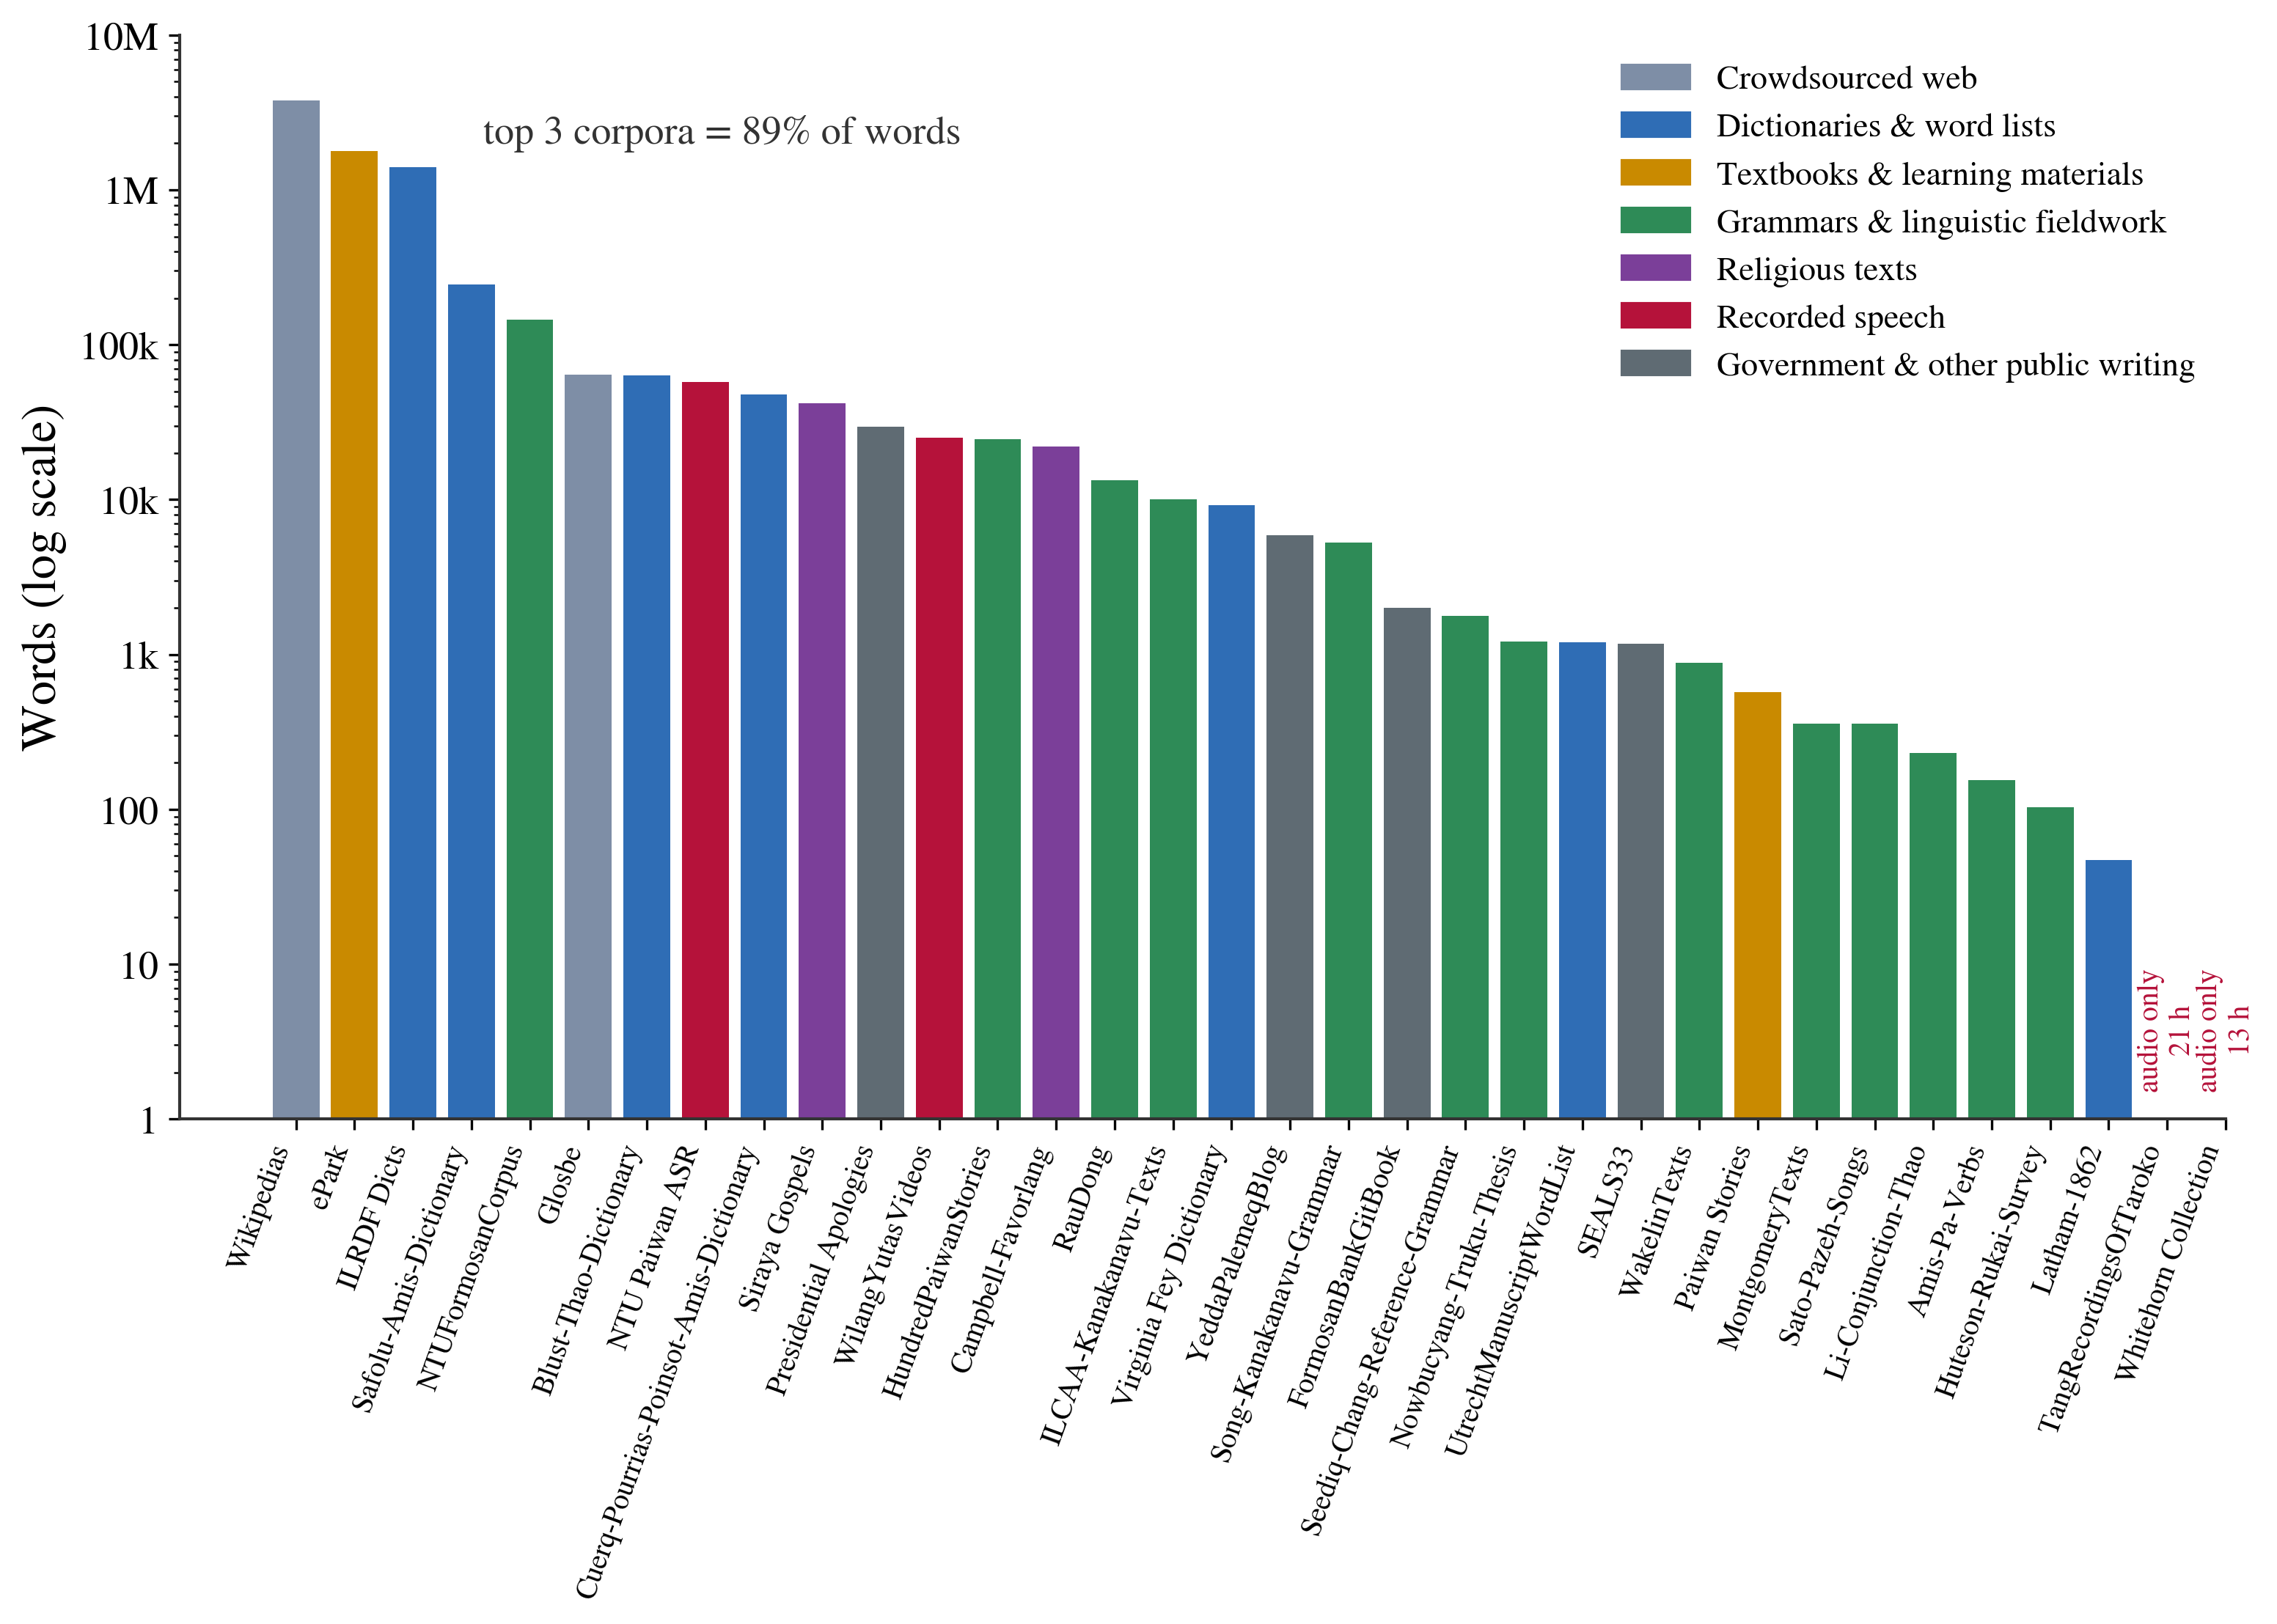 10M
1M
100k
10k
1k
100
10
1
Words (log scale)
top 3 corpora = 89% of words
Crowdsourced web
Dictionaries & word lists
Textbooks & learning materials
Grammars & linguistic fieldwork
Religious texts
Recorded speech
Government & other public writing
audio only
21 h
audio only
13 h
Wikipedias
ePark
ILRDF Dicts
Safolu-Amis-Dictionary
NTUFormosanCorpus
Glosbe
Blust-Thao-Dictionary
NTU Paiwan ASR
Cuerq-Pourrias-Poinsot-Amis-Dictionary
Siraya Gospels
Presidential Apologies
WilangYutasVideos
HundredPaiwanStories
Campbell-Favorlang
RauDong
ILCAA-Kanakanavu-Texts
Virginia Fey Dictionary
YeddaPalemeqBlog
Song-Kanakanavu-Grammar
FormosanBankGitBook
Seediq-Chang-Reference-Grammar
Nowbucyang-Truku-Thesis
UtrechtManuscriptWordList
SEALS33
WakelinTexts
Paiwan Stories
MontgomeryTexts
Sato-Pazeh-Songs
Li-Conjunction-Thao
Amis-Pa-Verbs
Huteson-Rukai-Survey
Latham-1862
TangRecordingsOfTaroko
Whitehorn Collection